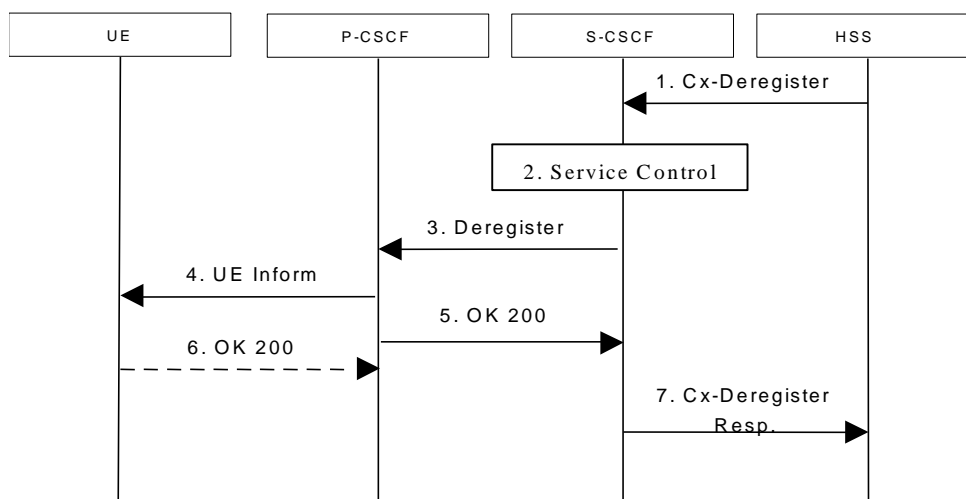 UE
P-CSCF
S-CSCF
HSS
1. Cx-Deregister
2. Service Control
3. Deregister
4. UE Inform
5. OK 200
6. OK 200
7. Cx-Deregister
Resp.